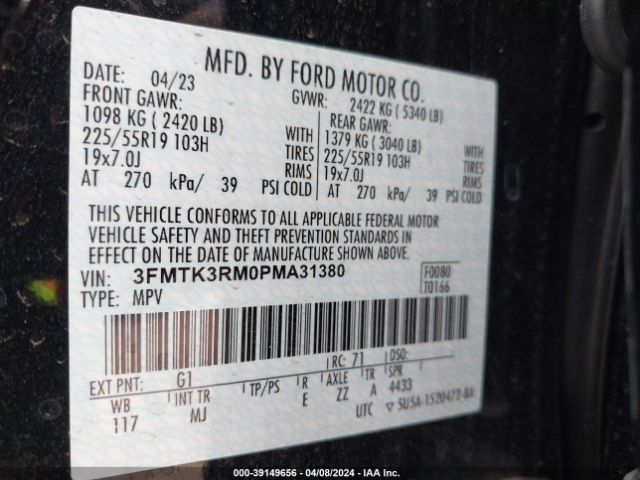 MFD. BY FORD MOTOR CO.
DATE: 04/23 GVWR: 2422 KG ( 5340 LB)
FRONT GAWR: REAR GAWR:
1098 KG ( 2420 LB) WITH 1379 KG ( 3040 LB) WITH
225/55R19 103H TIRES 225/55R19 103H TIRES
19x7.0J RIMS 19x7.0J RIMS
AT 270 kPa/ 39 PSI COLD AT 270 kPa/ 39 PSI COLD
THIS VEHICLE CONFORMS TO ALL APPLICABLE FEDERAL MOTOR
VEHICLE SAFETY AND THEFT PREVENTION STANDARDS IN
EFFECT ON THE DATE OF MANUFACTURE SHOWN ABOVE.
VIN: 3FMTK3RM0PMA31380 F0080
TYPE: MPV T0166
RC: 71 DSO:
EXT PNT: G1
WB INT TR TP/PS R AXLE TR SPR
117 MJ E ZZ A 4433
UTC ▽ 5U5A-1520472-BA
000-39149656 - 04/08/2024 - IAA Inc.